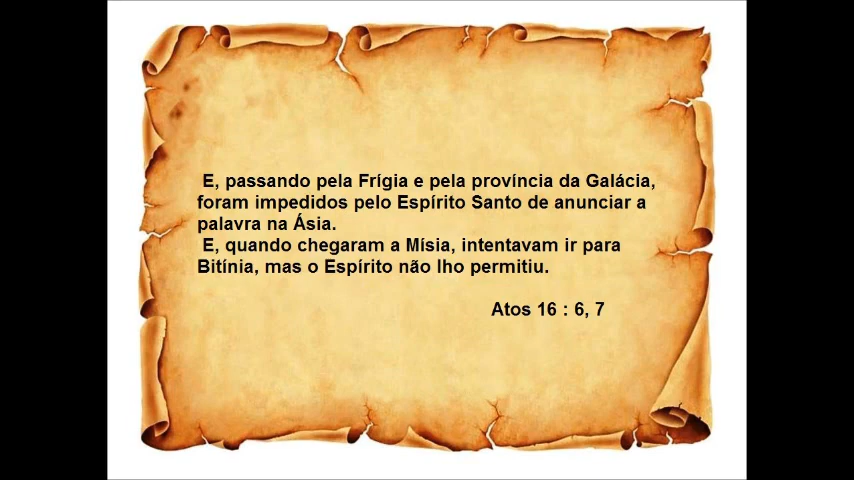 E, passando pela Frígia e pela província da Galácia,
foram impedidos pelo Espírito Santo de anunciar a
palavra na Ásia.
E, quando chegaram a Mísia, intentavam ir para
Bitínia, mas o Espírito não lho permitiu.
Atos 16 : 6, 7